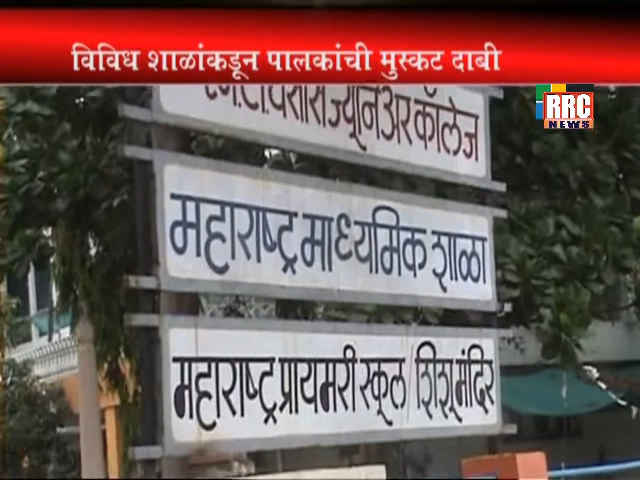 विविध शाळांकडून पालकांची मुस्कट दाबी
RRC
NEWS
ज्यूनिअर कॉलेज
महाराष्ट्र माध्यमिक शाळा
महाराष्ट्र प्रायमरी स्कूल / शिशू मंदिर